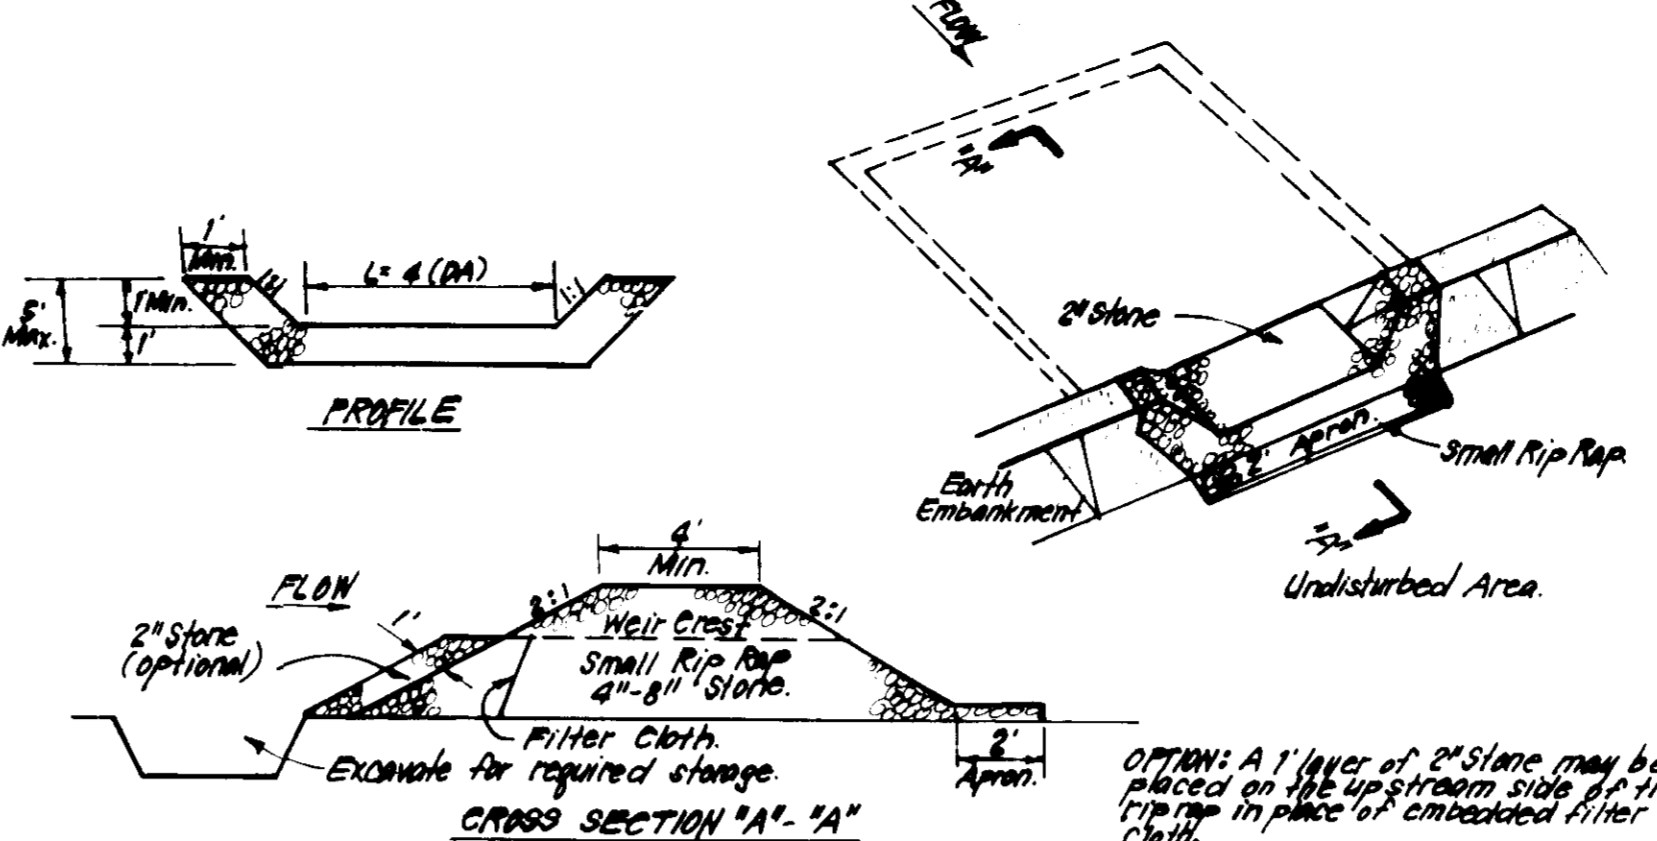 FLOW
"A"
1'
Min.
1:1
L= 4 (DA)
1:1
1' Min.
5'
Max.
1'
PROFILE
2" Stone
2' Apron.
Small Rip Rap.
Earth
Embankment
"A"
Undisturbed Area.
4'
Min.
FLOW
1'
2:1
2:1
2" Stone
(optional)
Weir Crest
Small Rip Rap
4"-8" Stone.
Filter Cloth.
Excavate for required storage.
2'
Apron.
CROSS SECTION "A"- "A"
OPTION: A 1' layer of 2" Stone may be
placed on the upstream side of
rip rap in place of embedded filter
cloth.